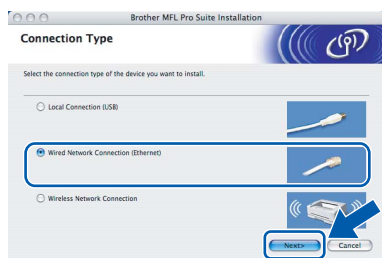 Brother MFL Pro Suite Installation
Connection Type
Select the connection type of the device you want to install.
Local Connection (USB)
Wired Network Connection (Ethernet)
Wireless Network Connection
Next>
Cancel